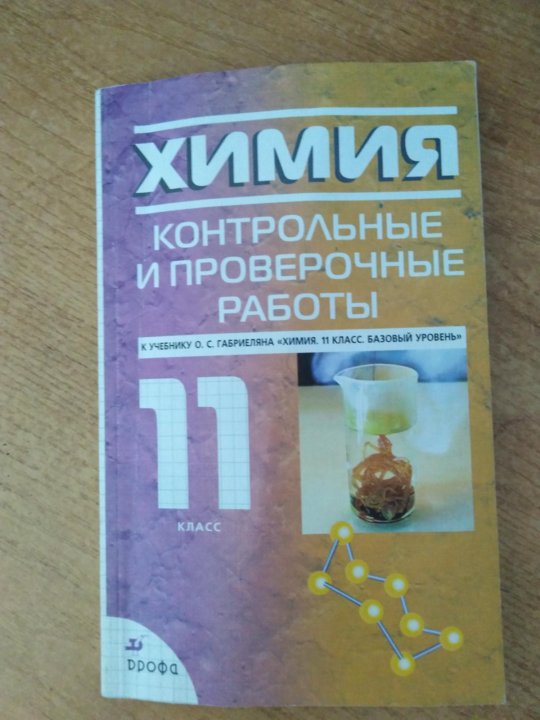 ХИМИЯ
КОНТРОЛЬНЫЕ
И ПРОВЕРОЧНЫЕ
РАБОТЫ
К УЧЕБНИКУ О. С. ГАБРИЕЛЯНА «ХИМИЯ. 11 КЛАСС. БАЗОВЫЙ УРОВЕНЬ»
11
КЛАСС
дрофа